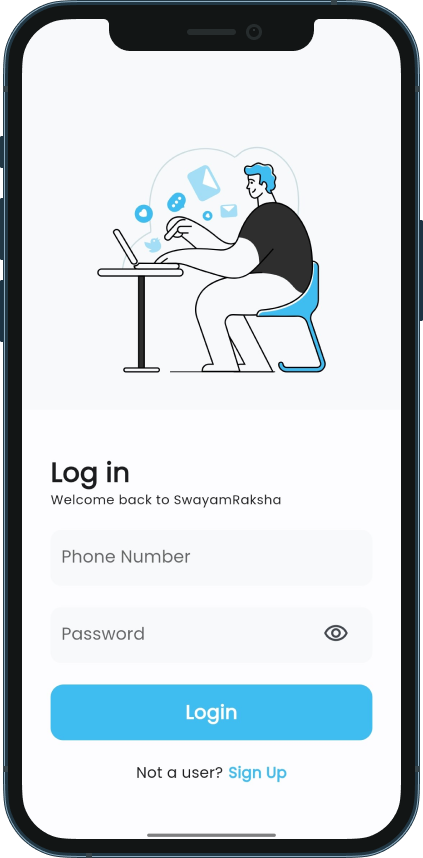 Log in
Welcome back to SwayamRaksha
Phone Number
Password
Login
Not a user? Sign Up